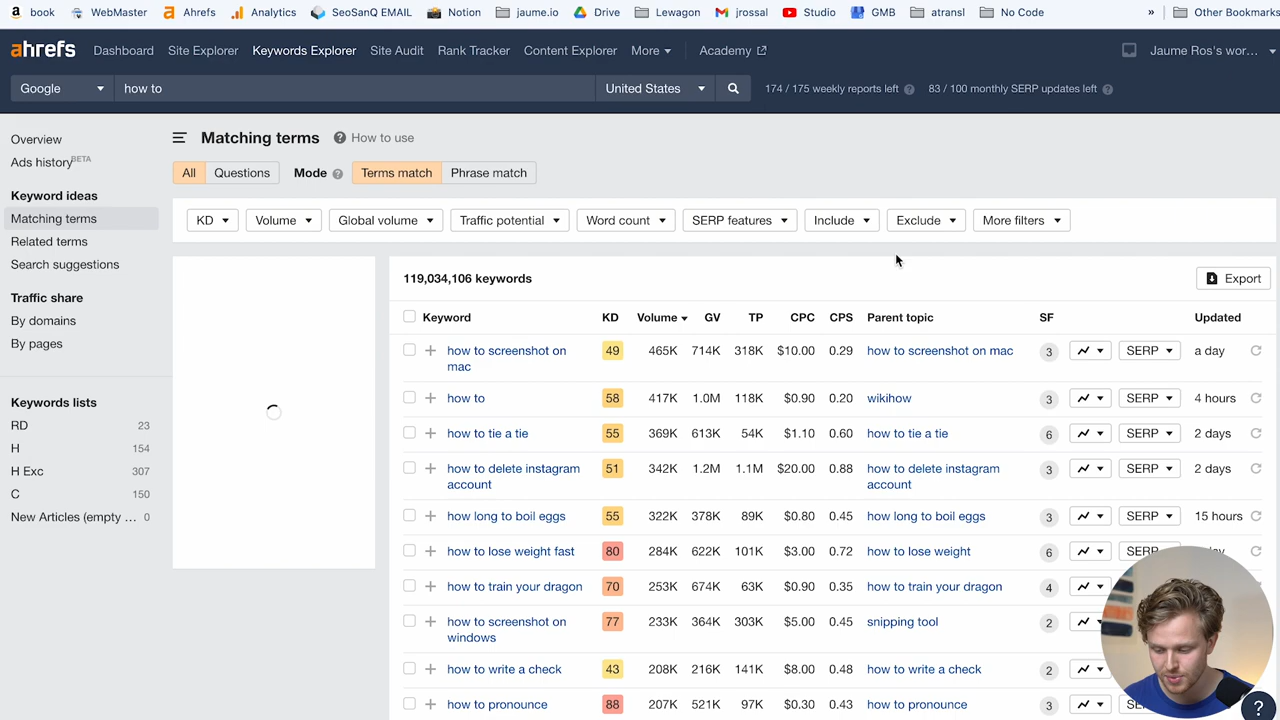 book WebMaster Ahrefs Analytics SeoSanQ EMAIL Notion jaume.io Drive Lewagon jrossal Studio GMB atransl No Code » Other Bookmarks
ahrefs Dashboard Site Explorer Keywords Explorer Site Audit Rank Tracker Content Explorer More Academy Jaume Ros's wor...
Google how to United States 174 / 175 weekly reports left ? 83 / 100 monthly SERP updates left ?
Overview
Ads history BETA
Keyword ideas
Matching terms
Related terms
Search suggestions
Traffic share
By domains
By pages
Keywords lists
RD 23
H 154
H Exc 307
C 150
New Articles (empty ... 0
Matching terms ? How to use
All Questions Mode ? Terms match Phrase match
KD Volume Global volume Traffic potential Word count SERP features Include Exclude More filters
119,034,106 keywords Export
Keyword KD Volume GV TP CPC CPS Parent topic SF Updated
how to screenshot on 49 465K 714K 318K $10.00 0.29 how to screenshot on mac 3 SERP a day
mac
how to 58 417K 1.0M 118K $0.90 0.20 wikihow 3 SERP 4 hours
how to tie a tie 55 369K 613K 54K $1.10 0.60 how to tie a tie 6 SERP 2 days
how to delete instagram 51 342K 1.2M 1.1M $20.00 0.86 how to delete instagram 3 SERP 2 days
account account
how long to boil eggs 55 322K 378K 89K $0.80 0.45 how long to boil eggs 3 SERP 15 hours
how to lose weight fast 80 284K 622K 101K $3.00 0.72 how to lose weight 6 SERP
how to train your dragon 70 253K 674K 63K $0.90 0.35 how to train your dragon 4
how to screenshot on 77 233K 364K 303K $5.00 0.45 snipping tool 2
windows
how to write a check 43 208K 216K 141K $8.00 0.48 how to write a check 2
how to pronounce 88 207K 521K 97K $0.30 0.43 how to pronounce 3
?